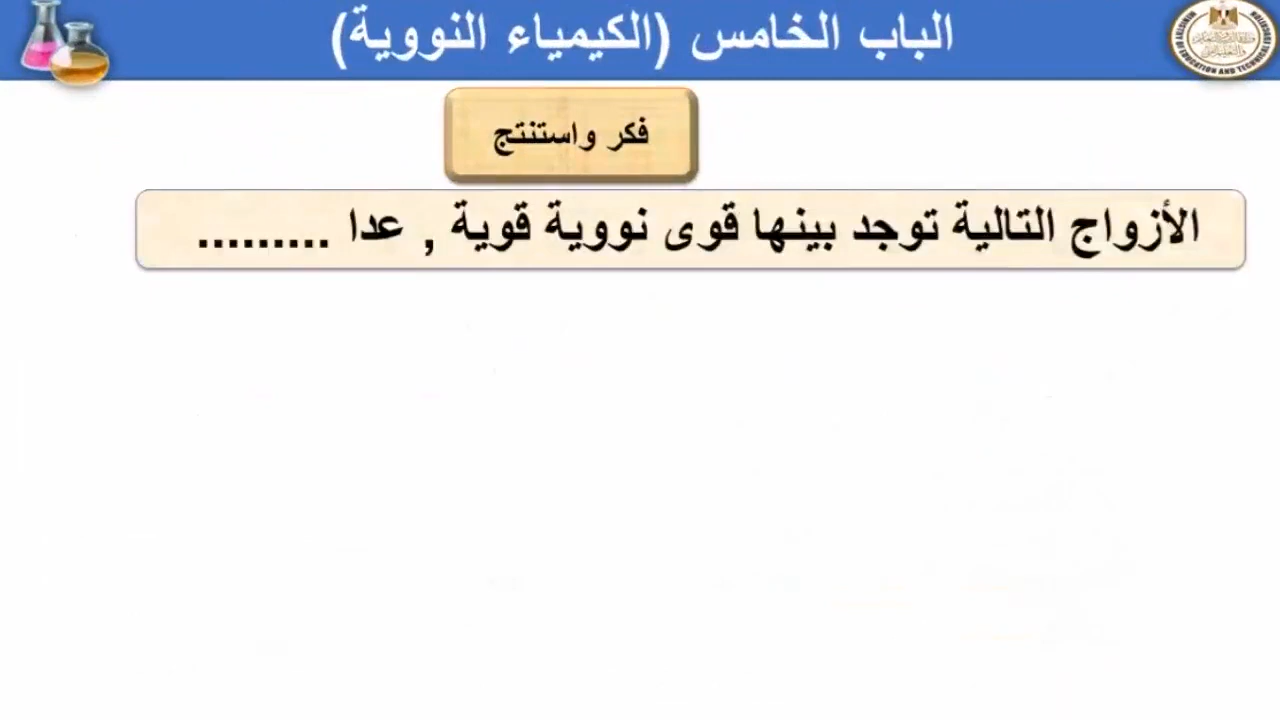 الباب الخامس (الكيمياء النووية)
فكر واستنتج
الأزواج التالية توجد بينها قوى نووية قوية , عدا .........